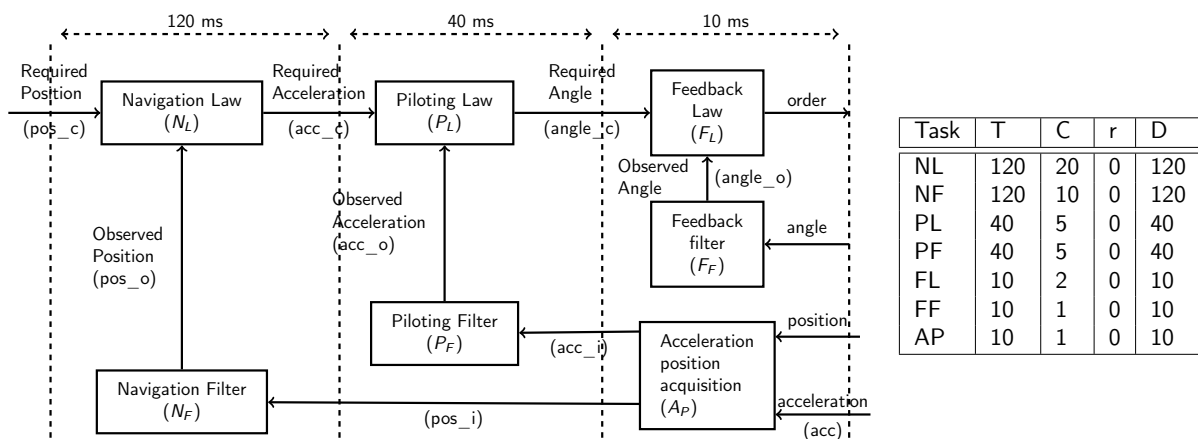 120 ms
40 ms
10 ms
Required
Position
(pos_c)
Navigation Law
(N_L)
Required
Acceleration
(acc_c)
Piloting Law
(P_L)
Required
Angle
(angle_c)
Feedback
Law
(F_L)
order
Observed
Angle
(angle_o)
Feedback
filter
(F_F)
angle
Observed
Position
(pos_o)
Observed
Acceleration
(acc_o)
Piloting Filter
(P_F)
(acc_i)
Acceleration
position
acquisition
(A_P)
position
acceleration
(acc)
Navigation Filter
(N_F)
(pos_i)
Task T C r D
NL 120 20 0 120
NF 120 10 0 120
PL 40 5 0 40
PF 40 5 0 40
FL 10 2 0 10
FF 10 1 0 10
AP 10 1 0 10